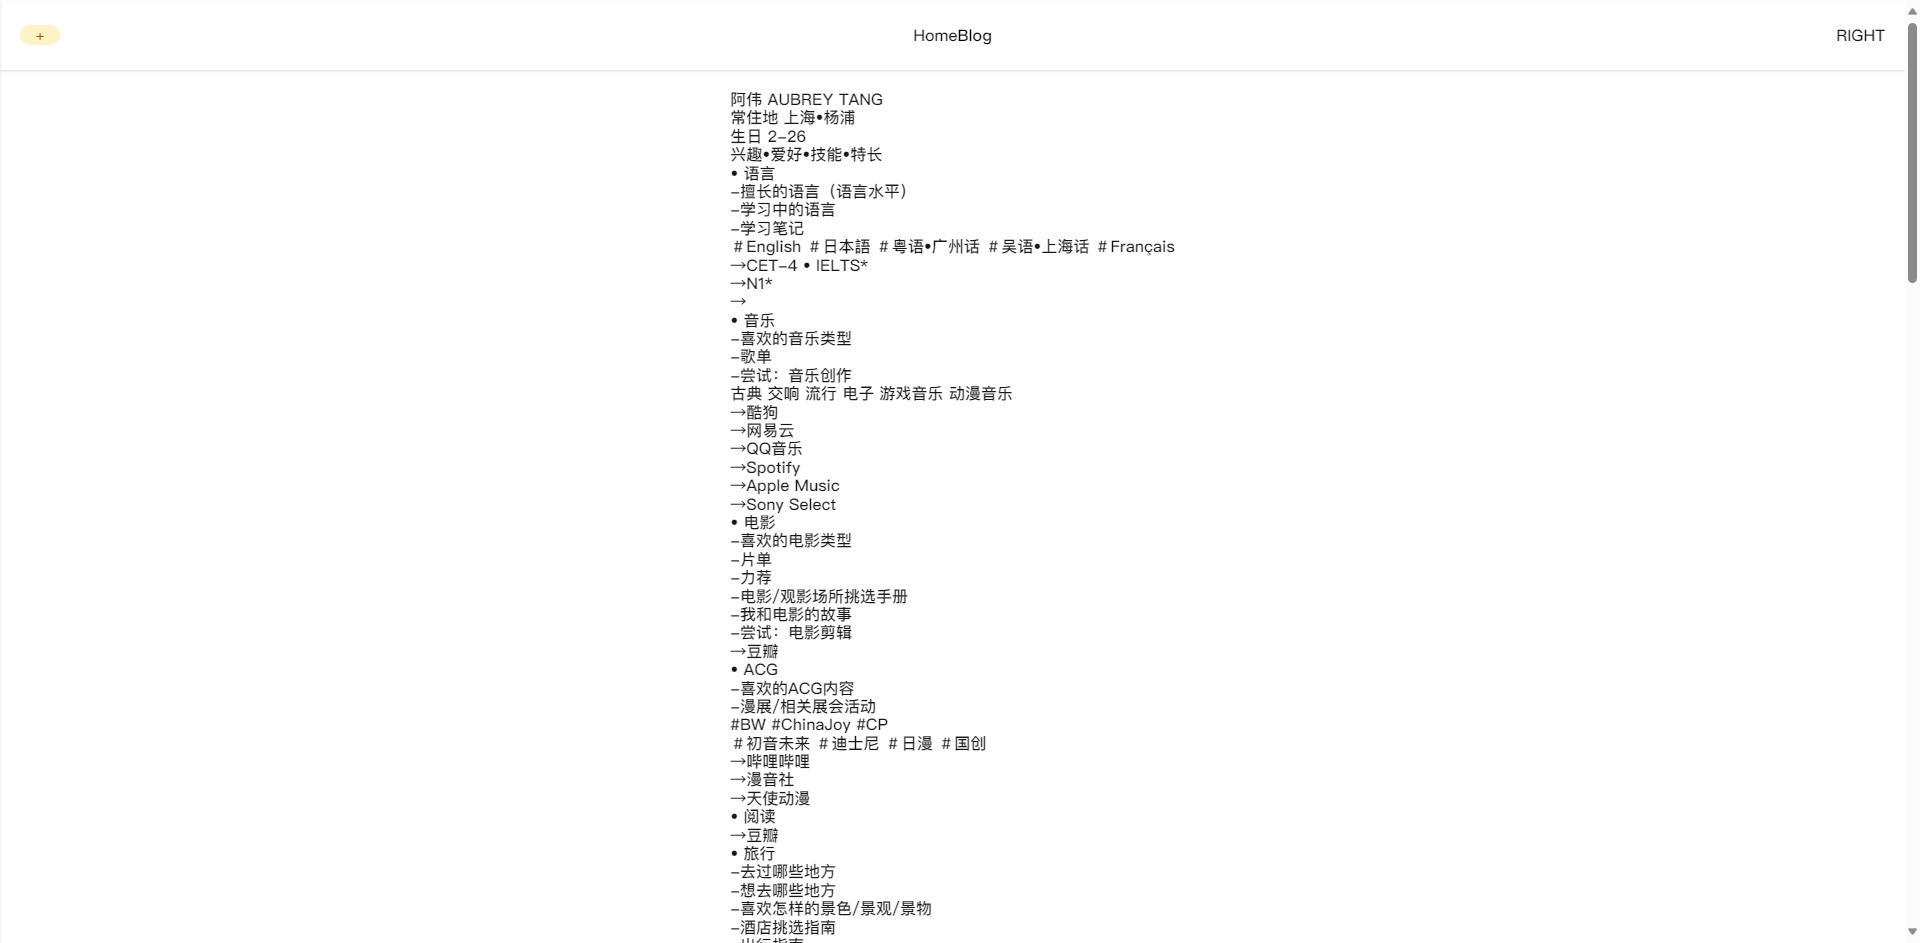 +
HomeBlog
RIGHT
阿伟 AUBREY TANG
常住地 上海•杨浦
生日 2-26
兴趣•爱好•技能•特长
• 语言
-擅长的语言（语言水平）
-学习中的语言
-学习笔记
＃English ＃日本語 ＃粤语•广州话 ＃吴语•上海话 ＃Français
→CET-4 • IELTS*
→N1*
→
• 音乐
-喜欢的音乐类型
-歌单
-尝试：音乐创作
古典 交响 流行 电子 游戏音乐 动漫音乐
→酷狗
→网易云
→QQ音乐
→Spotify
→Apple Music
→Sony Select
• 电影
-喜欢的电影类型
-片单
-力荐
-电影/观影场所挑选手册
-我和电影的故事
-尝试：电影剪辑
→豆瓣
• ACG
-喜欢的ACG内容
-漫展/相关展会活动
#BW #ChinaJoy #CP
＃初音未来 ＃迪士尼 ＃日漫 ＃国创
→哔哩哔哩
→漫音社
→天使动漫
• 阅读
→豆瓣
• 旅行
-去过哪些地方
-想去哪些地方
-喜欢怎样的景色/景观/景物
-酒店挑选指南
-出行指南